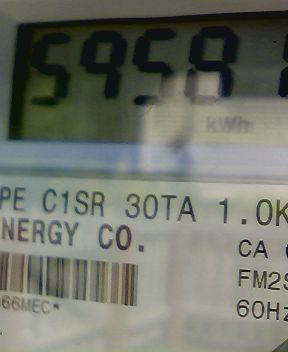 5958
kWh
PE C1SR 30TA 1.0K
NERGY CO.
CA
FM2S
60Hz
66MEC*